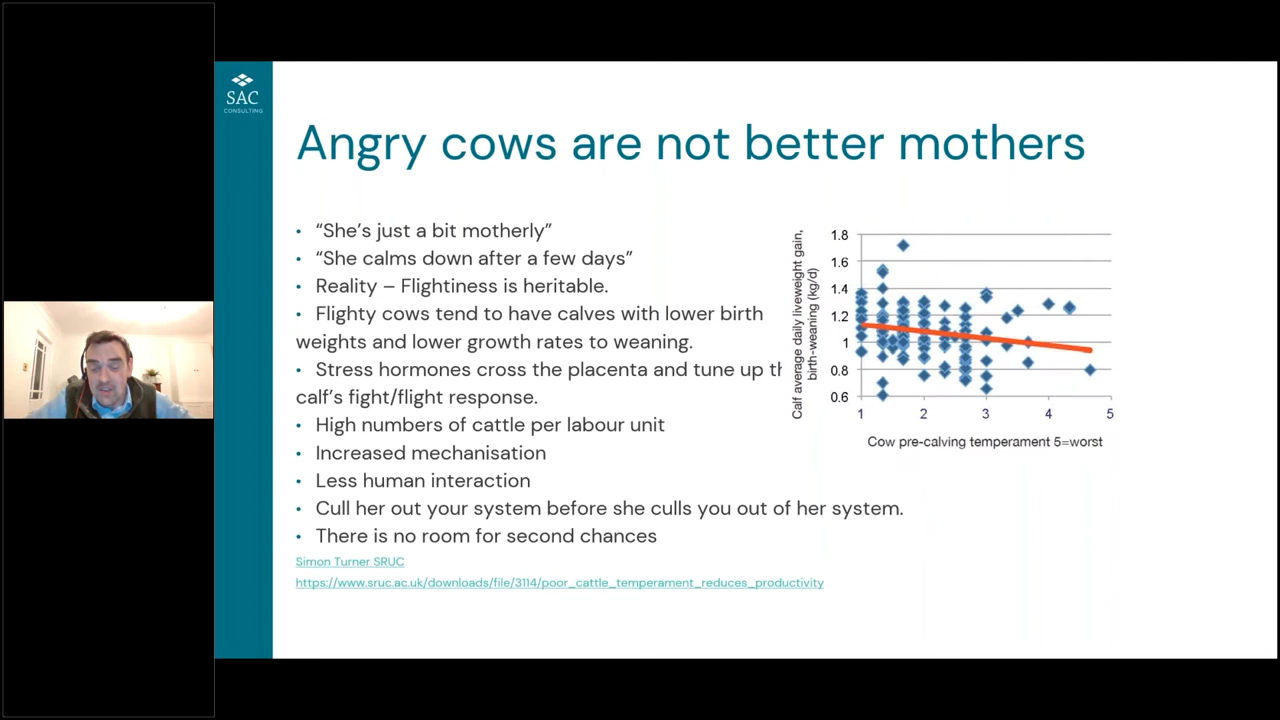 SAC
CONSULTING
Angry cows are not better mothers
• “She’s just a bit motherly”
• “She calms down after a few days”
• Reality – Flightiness is heritable.
• Flighty cows tend to have calves with lower birth
weights and lower growth rates to weaning.
• Stress hormones cross the placenta and tune up th
calf’s fight/flight response.
• High numbers of cattle per labour unit
• Increased mechanisation
• Less human interaction
• Cull her out your system before she culls you out of her system.
• There is no room for second chances
Simon Turner SRUC
https://www.sruc.ac.uk/downloads/file/3114/poor_cattle_temperament_reduces_productivity
Calf average daily liveweight gain,
birth-weaning (kg/d)
1.8
1.6
1.4
1.2
1
0.8
0.6
1 2 3 4 5
Cow pre-calving temperament 5=worst